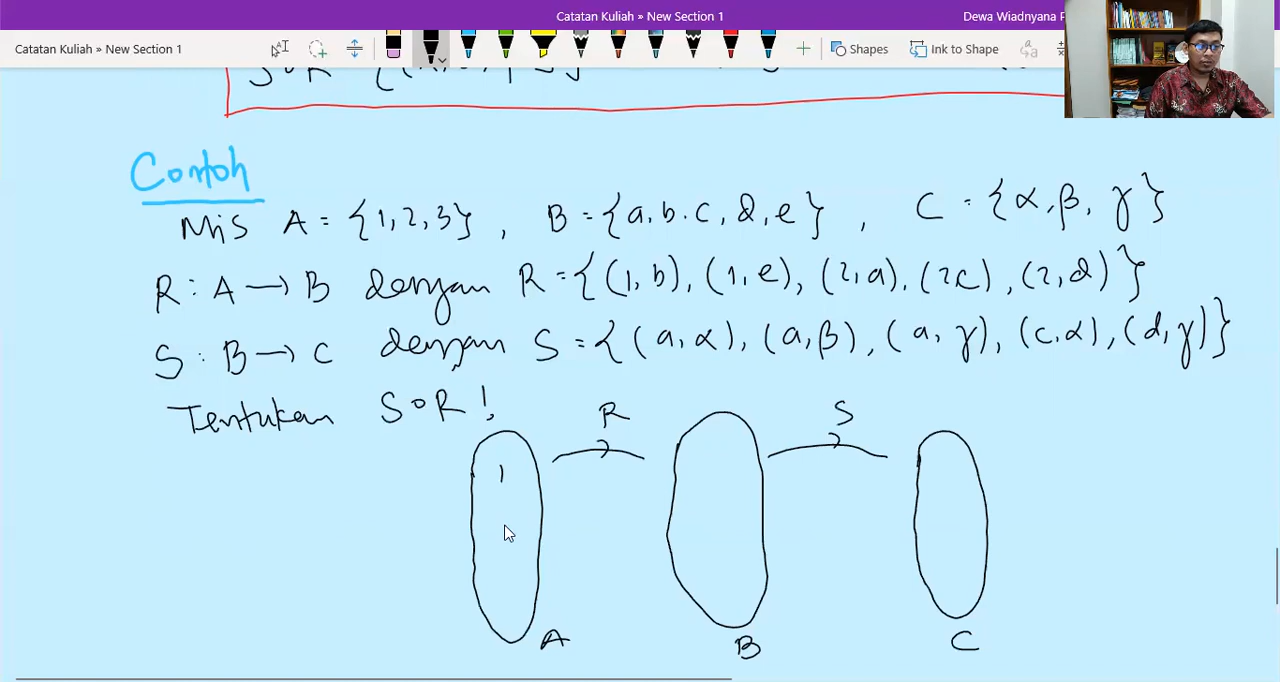 Catatan Kuliah » New Section 1
Dewa Wiadnyana P
Catatan Kuliah » New Section 1
Shapes
Ink to Shape
Contoh
Mis A = {1,2,3} , B = {a,b.c,d,e} , C = {α,β,γ}
R : A → B dengan R = {(1,b), (1,e), (2,a), (2c), (2,d)}
S : B → C dengan S = {(a,α), (a,β), (a,γ), (c,α), (d,γ)}
Tentukan S∘R !
R S
1
A B C